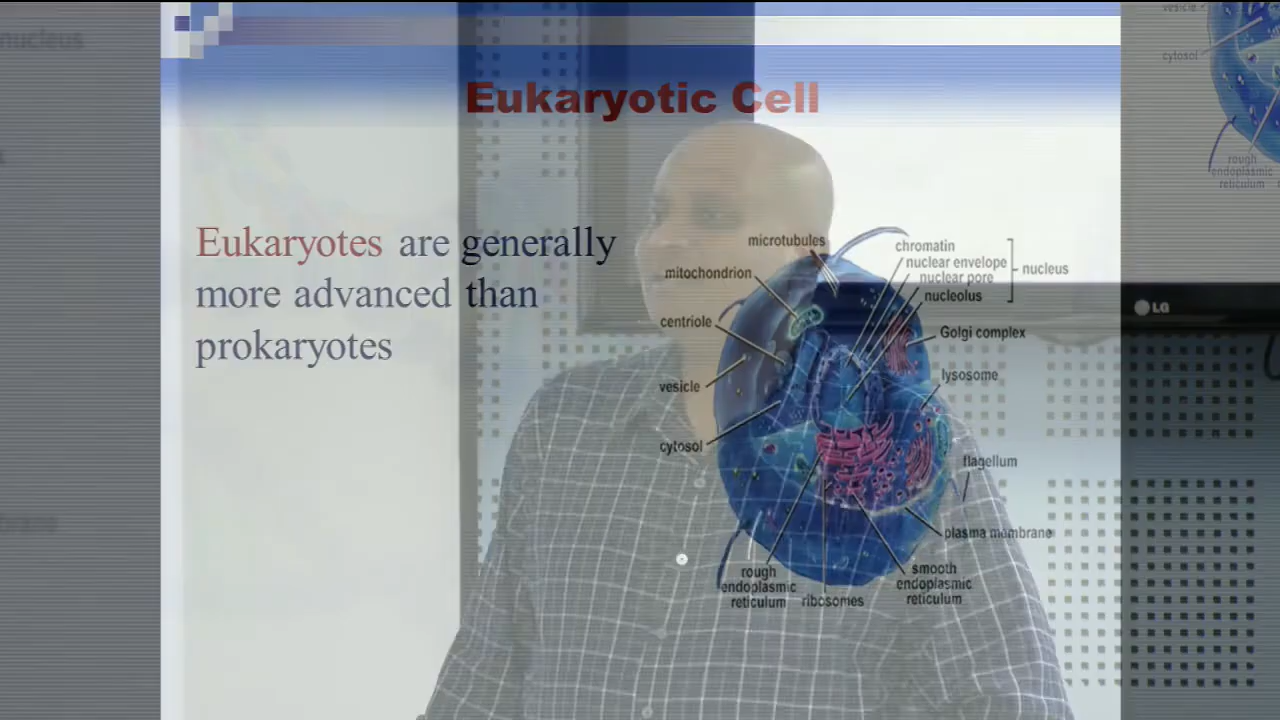 nucleus
Eukaryotic Cell
Eukaryotes are generally
more advanced than
prokaryotes
microtubules
mitochondrion
centriole
vesicle
cytosol
chromatin
nuclear envelope
nuclear pore
nucleolus
nucleus
Golgi complex
lysosome
flagellum
plasma membrane
smooth
endoplasmic
reticulum
ribosomes
rough
endoplasmic
reticulum
vesicle
cytosol
rough
endoplasmic
reticulum
LG